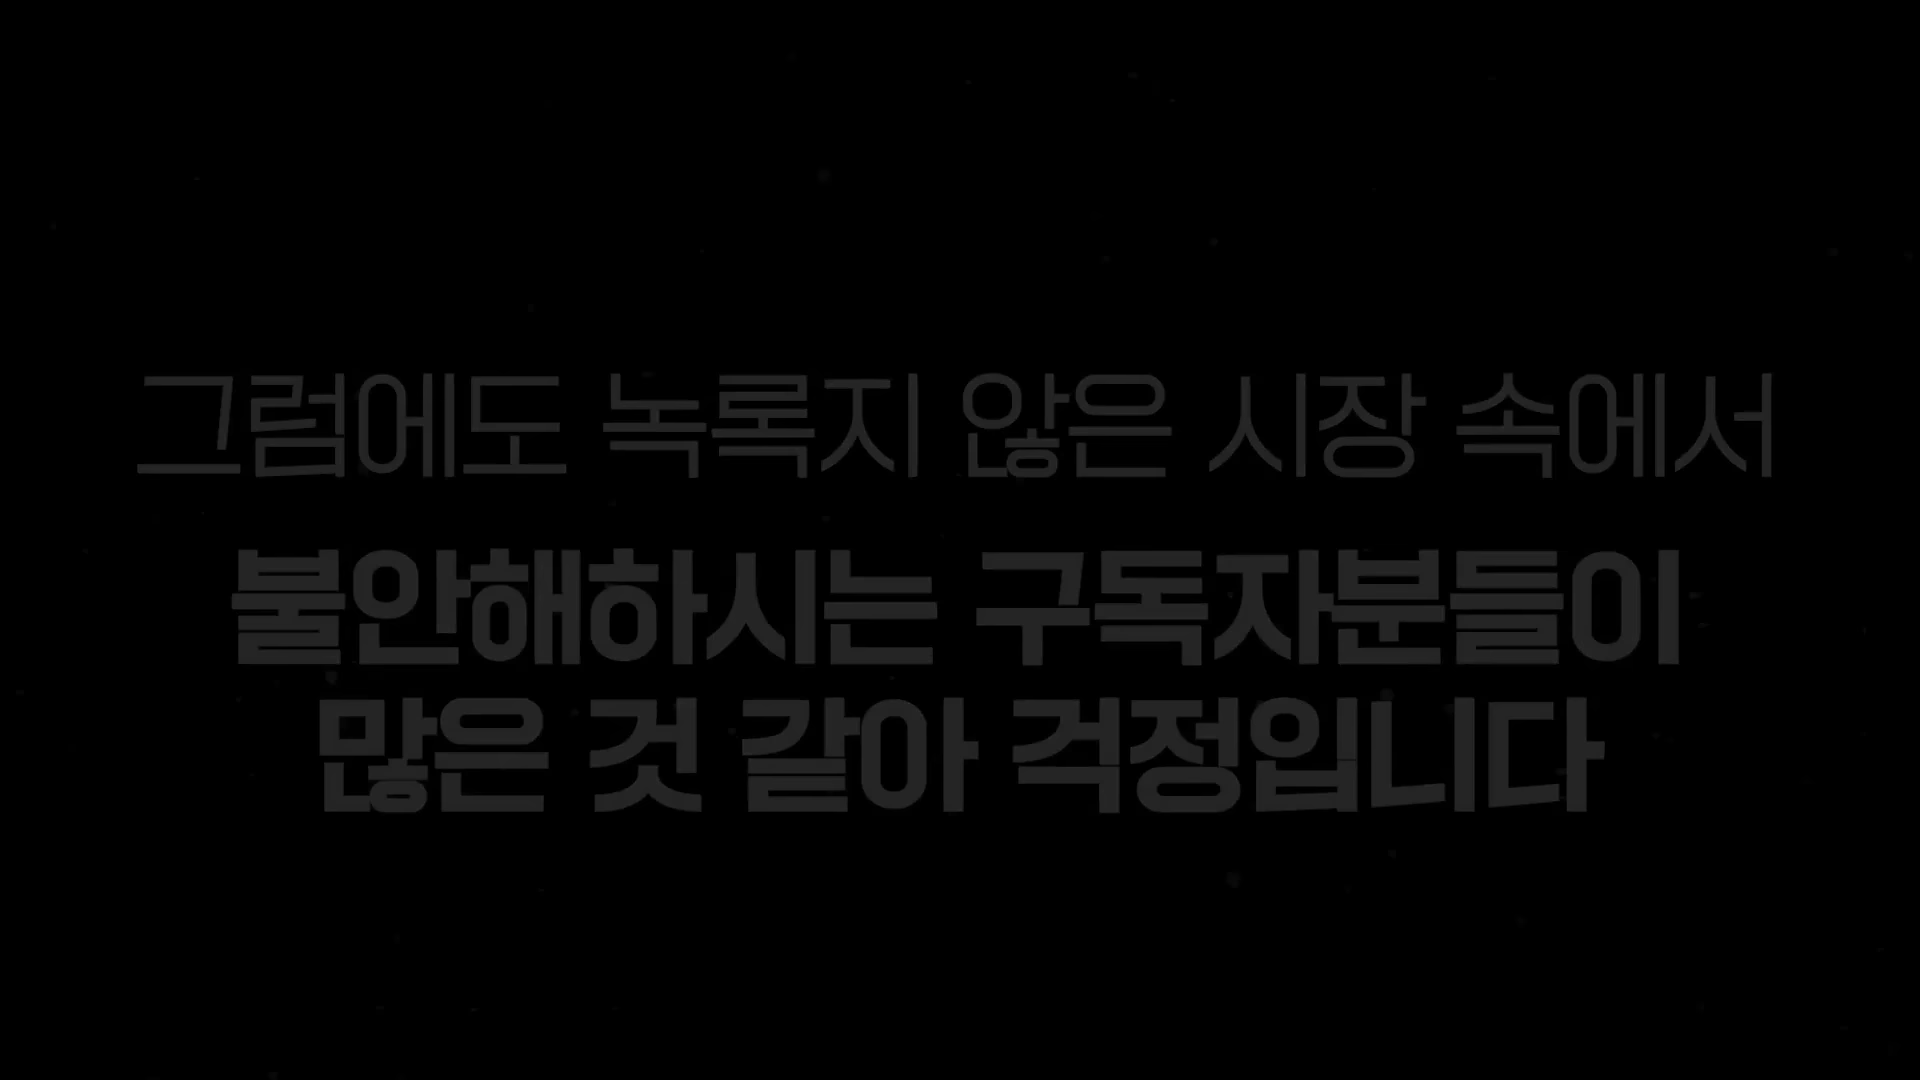 그럼에도 녹록지 않은 시장 속에서
불안해하시는 구독자분들이
많은 것 같아 걱정입니다